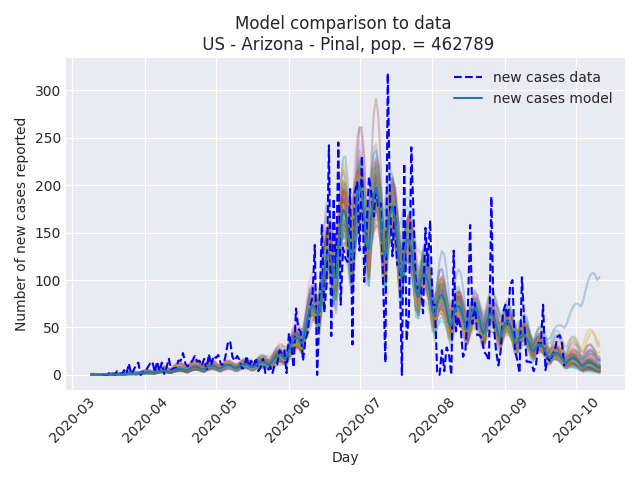 Model comparison to data
US - Arizona - Pinal, pop. = 462789
new cases data
new cases model
Number of new cases reported
300
250
200
150
100
50
0
2020-03
2020-04
2020-05
2020-06
2020-07
2020-08
2020-09
2020-10
Day